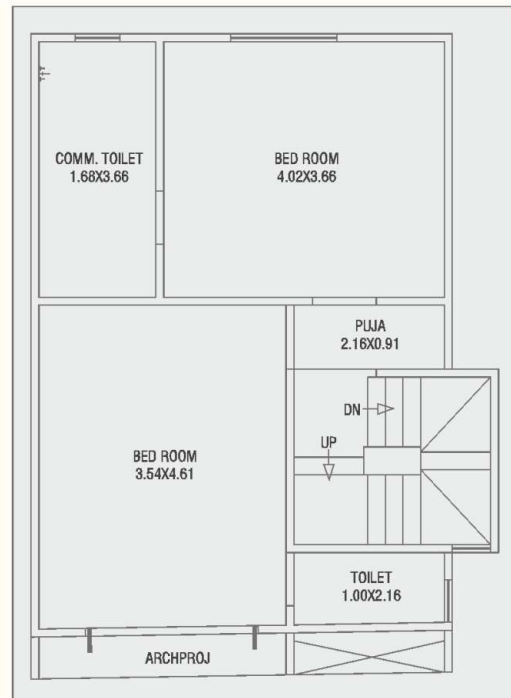 COMM. TOILET
1.68X3.66
BED ROOM
4.02X3.66
PUJA
2.16X0.91
DN
UP
BED ROOM
3.54X4.61
TOILET
1.00X2.16
ARCHPROJ